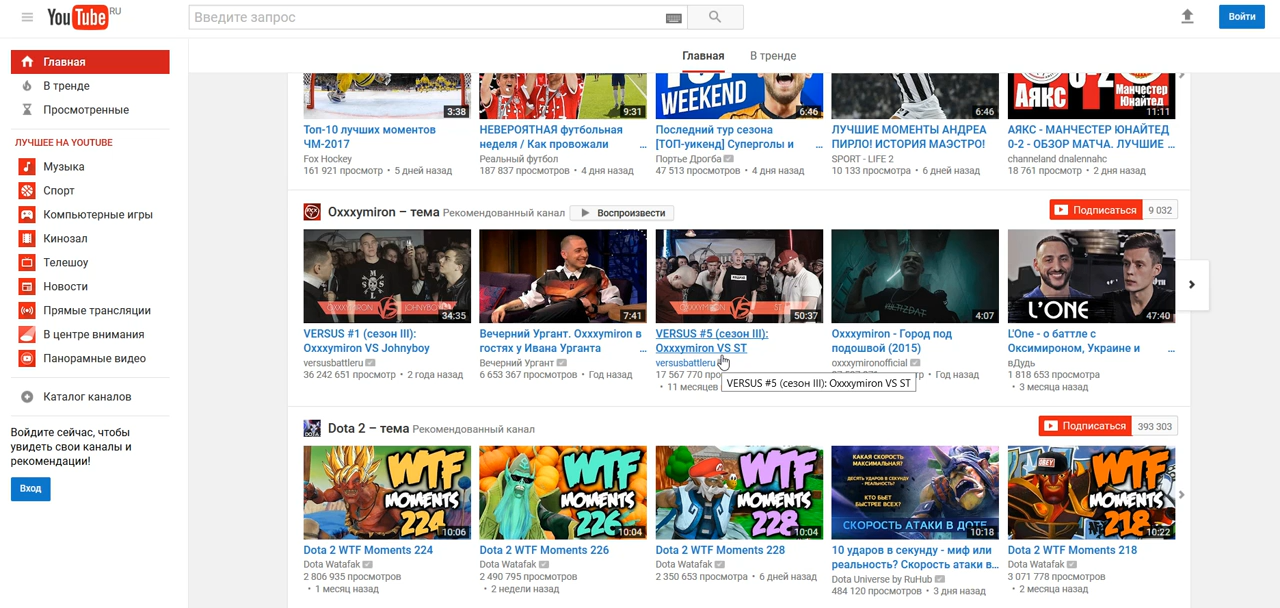 YouTube RU
Введите запрос
Войти
Главная
В тренде
Просмотренные
ЛУЧШЕЕ НА YOUTUBE
Музыка
Спорт
Компьютерные игры
Кинозал
Телешоу
Новости
Прямые трансляции
В центре внимания
Панорамные видео
Каталог каналов
Войдите сейчас, чтобы
увидеть свои каналы и
рекомендации!
Вход
Главная В тренде
3:38
Топ-10 лучших моментов
ЧМ-2017
Fox Hockey
161 921 просмотр • 5 дней назад
9:31
НЕВЕРОЯТНАЯ футбольная
неделя / Как провожали ...
Реальный футбол
187 837 просмотров • 4 дня назад
WEEKEND
6:46
Последний тур сезона
[ТОП-уикенд] Суперголы и ...
Портье Дрогба
47 513 просмотров • 4 дня назад
6:46
ЛУЧШИЕ МОМЕНТЫ АНДРЕА
ПИРЛО! ИСТОРИЯ МАЭСТРО!
SPORT - LIFE 2
10 133 просмотра • 6 дней назад
Аякс 0-2 Манчестер
Юнайтед
11:11
АЯКС - МАНЧЕСТЕР ЮНАЙТЕД
0-2 - ОБЗОР МАТЧА. ЛУЧШИЕ ...
channeland dnalennahc
18 761 просмотр • 2 дня назад
Oxxxymiron – тема Рекомендованный канал Воспроизвести
Подписаться 9 032
OXXXYMIRON VS JOHNYBOY
34:35
VERSUS #1 (сезон III):
Oxxxymiron VS Johnyboy
versusbattleru
36 242 651 просмотр • 2 года назад
7:41
Вечерний Ургант. Oxxxymiron в
гостях у Ивана Урганта ...
Вечерний Ургант
6 653 367 просмотров • Год назад
OXXXYMIRON VS ST
50:37
VERSUS #5 (сезон III):
Oxxxymiron VS ST
versusbattleru
17 567 770
• 11 месяцев
VERSUS #5 (сезон III): Oxxxymiron VS ST
4:07
Oxxxymiron - Город под
подошвой (2015)
oxxxymironofficial
• Год назад
L'ONE
47:40
L'One - о баттле с
Оксимироном, Украине и ...
вДудь
1 818 653 просмотра
• 3 месяца назад
Dota 2 – тема Рекомендованный канал
Подписаться 393 303
WTF
MOMENTS
224
10:06
Dota 2 WTF Moments 224
Dota Watafak
2 806 935 просмотров
• 1 месяц назад
WTF
MOMENTS
226
10:04
Dota 2 WTF Moments 226
Dota Watafak
2 490 795 просмотров
• 2 недели назад
WTF
MOMENTS
228
10:04
Dota 2 WTF Moments 228
Dota Watafak
2 350 653 просмотра • 6 дней назад
КАКАЯ СКОРОСТЬ
МАКСИМАЛЬНАЯ?
ДЕСЯТЬ УДАРОВ В СЕКУНДУ
- РЕАЛЬНОСТЬ?
КТО БЬЕТ
БЫСТРЕЕ ВСЕХ?
СКОРОСТЬ АТАКИ В ДОТЕ
10:18
10 ударов в секунду - миф или
реальность? Скорость атаки в...
Dota Universe by RuHub
484 120 просмотров • 3 дня назад
OBEY
WTF
MOMENTS
218
10:22
Dota 2 WTF Moments 218
Dota Watafak
3 071 778 просмотров
• 2 месяца назад